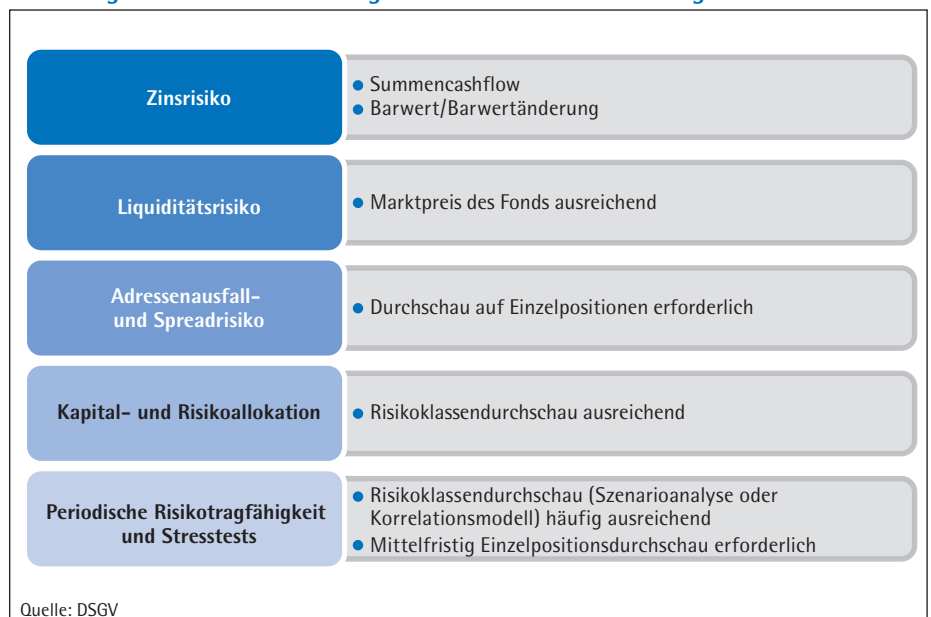 Zinsrisiko
● Summencashflow
● Barwert/Barwertänderung
Liquiditätsrisiko
● Marktpreis des Fonds ausreichend
Adressenausfall-
und Spreadrisiko
● Durchschau auf Einzelpositionen erforderlich
Kapital- und Risikoallokation
● Risikoklassendurchschau ausreichend
Periodische Risikotragfähigkeit
und Stresstests
● Risikoklassendurchschau (Szenarioanalyse oder
Korrelationsmodell) häufig ausreichend
● Mittelfristig Einzelpositionsdurchschau erforderlich
Quelle: DSGV